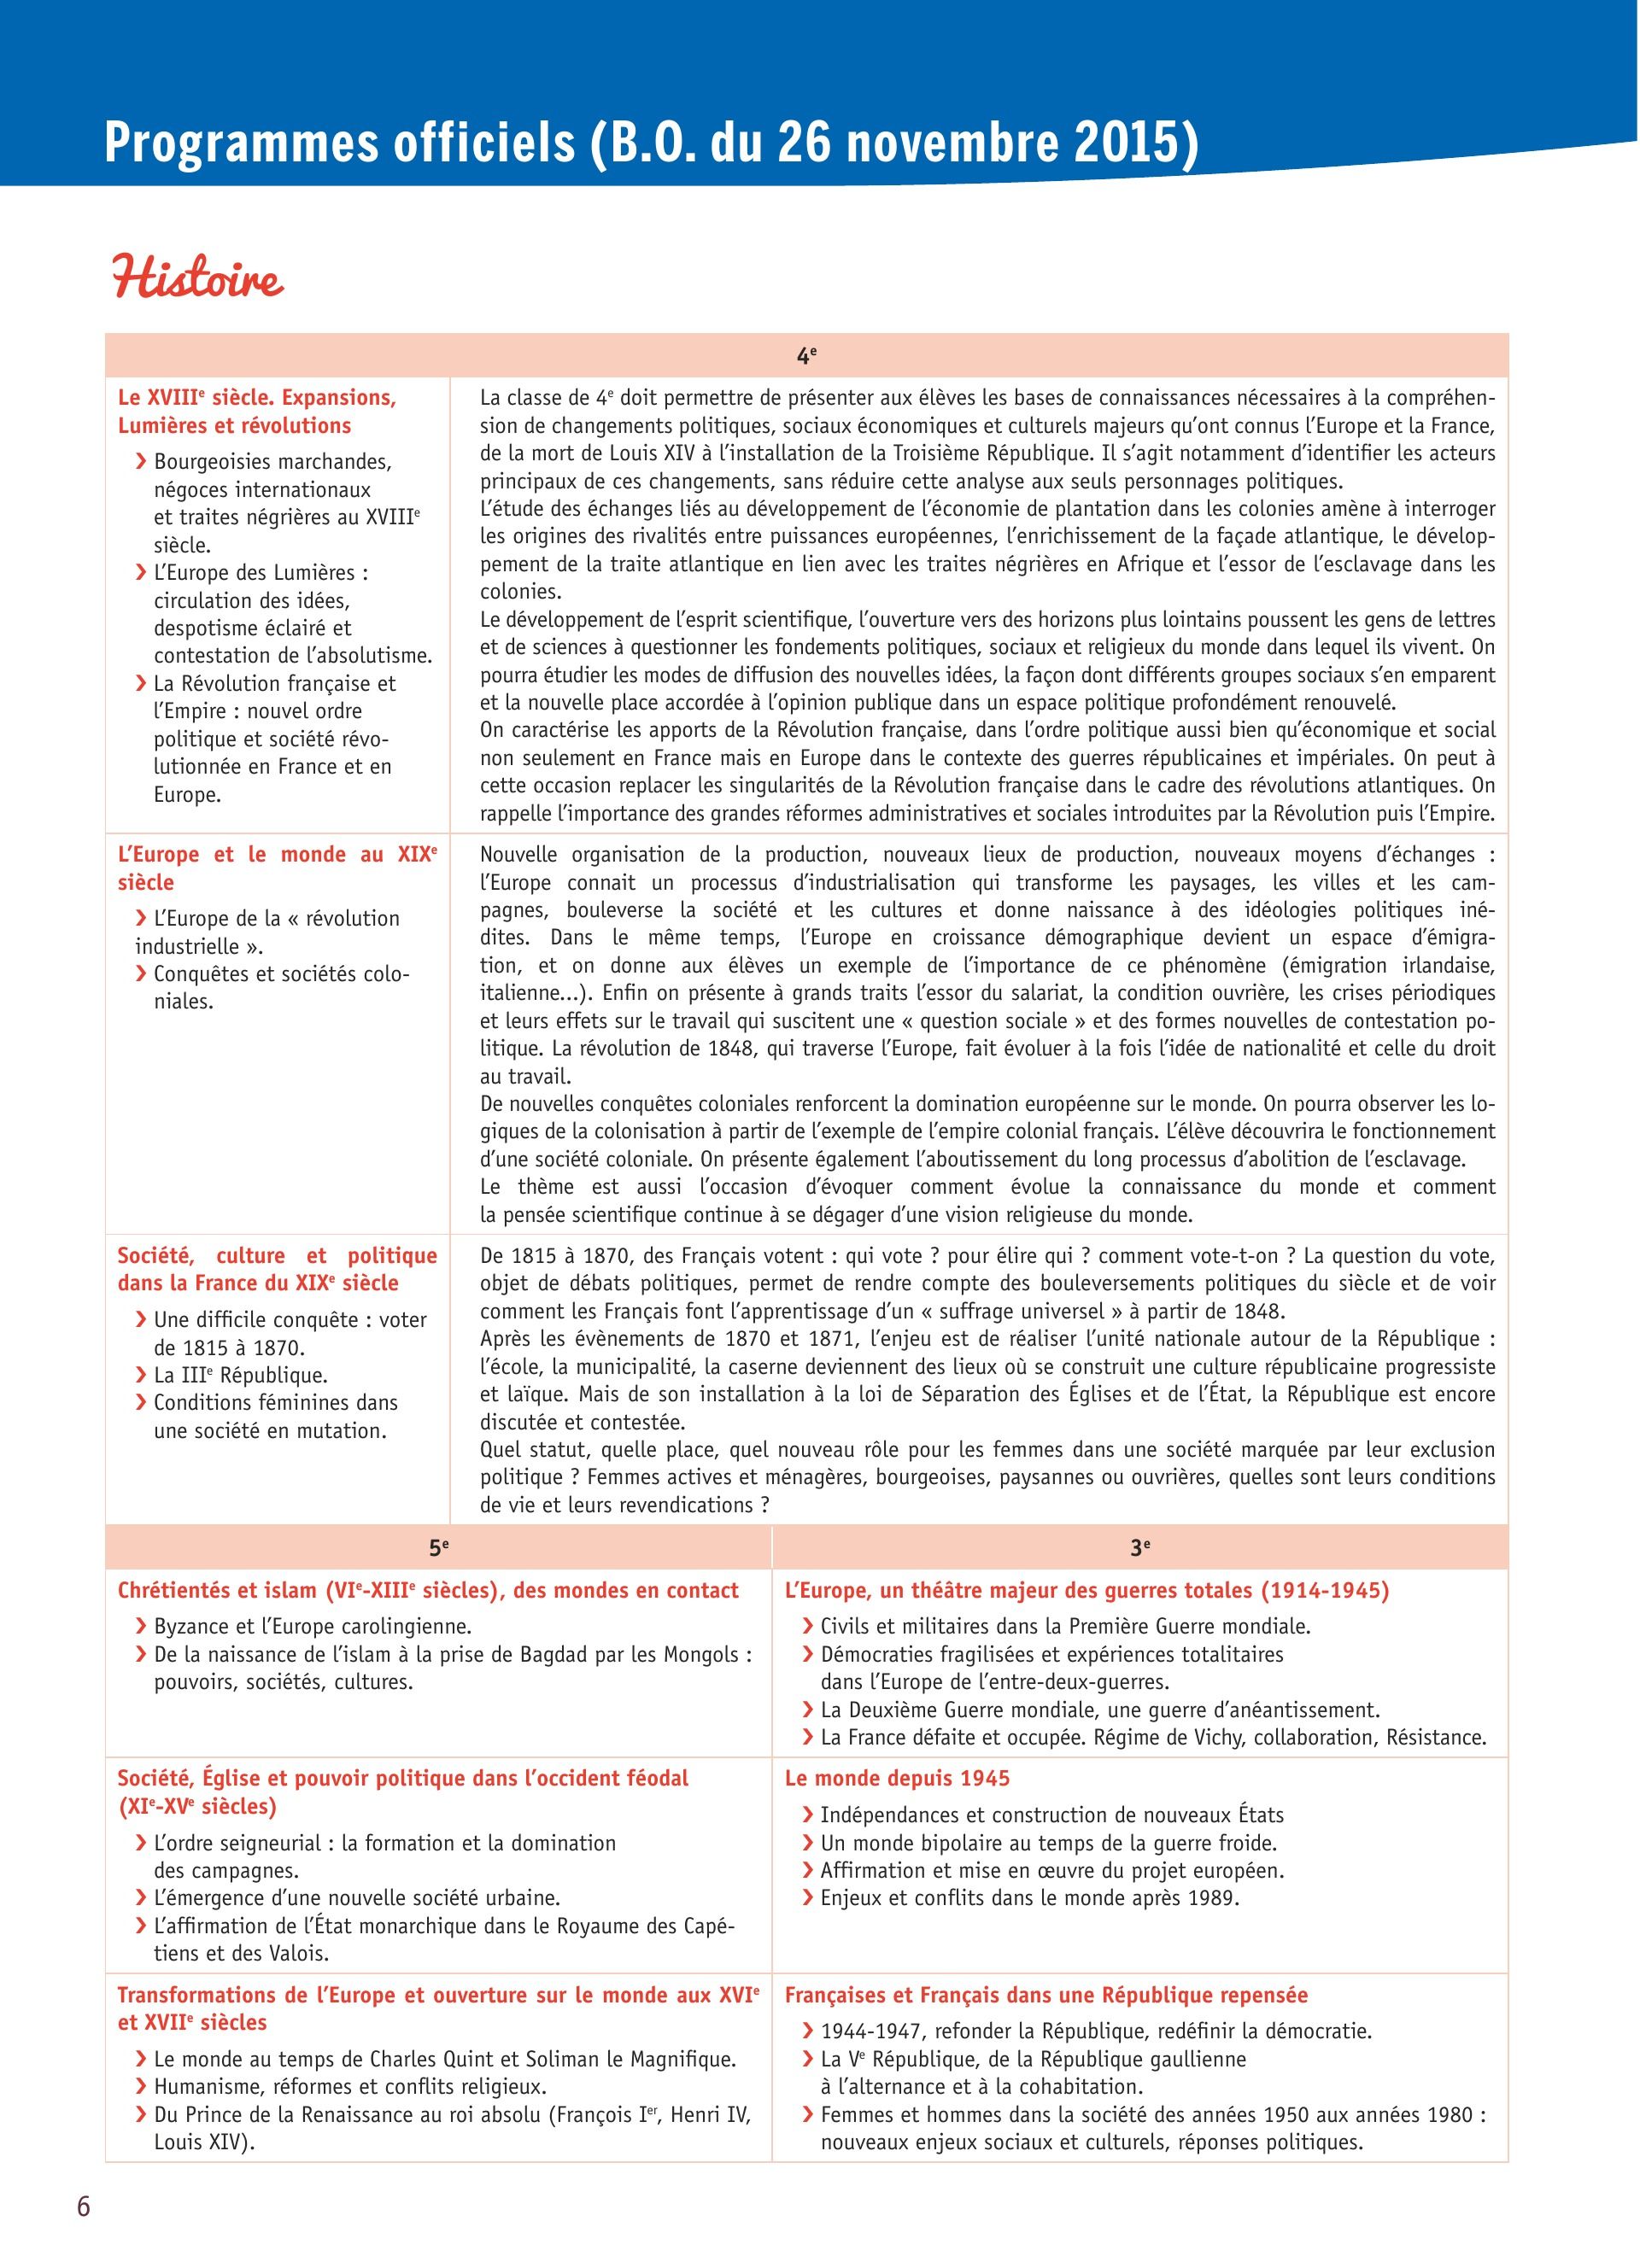 Programmes officiels (B.O. du 26 novembre 2015)
Histoire
4e
Le XVIIIe siècle. Expansions,
Lumières et révolutions
❯ Bourgeoisies marchandes,
négoces internationaux
et traites négrières au XVIIIe
siècle.
❯ L’Europe des Lumières :
circulation des idées,
despotisme éclairé et
contestation de l’absolutisme.
❯ La Révolution française et
l’Empire : nouvel ordre
politique et société révo-
lutionnée en France et en
Europe.
La classe de 4e doit permettre de présenter aux élèves les bases de connaissances nécessaires à la compréhen-
sion de changements politiques, sociaux économiques et culturels majeurs qu’ont connus l’Europe et la France,
de la mort de Louis XIV à l’installation de la Troisième République. Il s’agit notamment d’identifier les acteurs
principaux de ces changements, sans réduire cette analyse aux seuls personnages politiques.
L’étude des échanges liés au développement de l’économie de plantation dans les colonies amène à interroger
les origines des rivalités entre puissances européennes, l’enrichissement de la façade atlantique, le dévelop-
pement de la traite atlantique en lien avec les traites négrières en Afrique et l’essor de l’esclavage dans les
colonies.
Le développement de l’esprit scientifique, l’ouverture vers des horizons plus lointains poussent les gens de lettres
et de sciences à questionner les fondements politiques, sociaux et religieux du monde dans lequel ils vivent. On
pourra étudier les modes de diffusion des nouvelles idées, la façon dont différents groupes sociaux s’en emparent
et la nouvelle place accordée à l’opinion publique dans un espace politique profondément renouvelé.
On caractérise les apports de la Révolution française, dans l’ordre politique aussi bien qu’économique et social
non seulement en France mais en Europe dans le contexte des guerres républicaines et impériales. On peut à
cette occasion replacer les singularités de la Révolution française dans le cadre des révolutions atlantiques. On
rappelle l’importance des grandes réformes administratives et sociales introduites par la Révolution puis l’Empire.
L’Europe et le monde au XIXe
siècle
❯ L’Europe de la « révolution
industrielle ».
❯ Conquêtes et sociétés colo-
niales.
Nouvelle organisation de la production, nouveaux lieux de production, nouveaux moyens d’échanges :
l’Europe connait un processus d’industrialisation qui transforme les paysages, les villes et les cam-
pagnes, bouleverse la société et les cultures et donne naissance à des idéologies politiques iné-
dites. Dans le même temps, l’Europe en croissance démographique devient un espace d’émigra-
tion, et on donne aux élèves un exemple de l’importance de ce phénomène (émigration irlandaise,
italienne…). Enfin on présente à grands traits l’essor du salariat, la condition ouvrière, les crises périodiques
et leurs effets sur le travail qui suscitent une « question sociale » et des formes nouvelles de contestation po-
litique. La révolution de 1848, qui traverse l’Europe, fait évoluer à la fois l’idée de nationalité et celle du droit
au travail.
De nouvelles conquêtes coloniales renforcent la domination européenne sur le monde. On pourra observer les lo-
giques de la colonisation à partir de l’exemple de l’empire colonial français. L’élève découvrira le fonctionnement
d’une société coloniale. On présente également l’aboutissement du long processus d’abolition de l’esclavage.
Le thème est aussi l’occasion d’évoquer comment évolue la connaissance du monde et comment
la pensée scientifique continue à se dégager d’une vision religieuse du monde.
Société, culture et politique
dans la France du XIXe siècle
❯ Une difficile conquête : voter
de 1815 à 1870.
❯ La IIIe République.
❯ Conditions féminines dans
une société en mutation.
De 1815 à 1870, des Français votent : qui vote ? pour élire qui ? comment vote-t-on ? La question du vote,
objet de débats politiques, permet de rendre compte des bouleversements politiques du siècle et de voir
comment les Français font l’apprentissage d’un « suffrage universel » à partir de 1848.
Après les évènements de 1870 et 1871, l’enjeu est de réaliser l’unité nationale autour de la République :
l’école, la municipalité, la caserne deviennent des lieux où se construit une culture républicaine progressiste
et laïque. Mais de son installation à la loi de Séparation des Églises et de l’État, la République est encore
discutée et contestée.
Quel statut, quelle place, quel nouveau rôle pour les femmes dans une société marquée par leur exclusion
politique ? Femmes actives et ménagères, bourgeoises, paysannes ou ouvrières, quelles sont leurs conditions
de vie et leurs revendications ?
5e
3e
Chrétientés et islam (VIe-XIIIe siècles), des mondes en contact
❯ Byzance et l’Europe carolingienne.
❯ De la naissance de l’islam à la prise de Bagdad par les Mongols :
pouvoirs, sociétés, cultures.
L’Europe, un théâtre majeur des guerres totales (1914-1945)
❯ Civils et militaires dans la Première Guerre mondiale.
❯ Démocraties fragilisées et expériences totalitaires
dans l’Europe de l’entre-deux-guerres.
❯ La Deuxième Guerre mondiale, une guerre d’anéantissement.
❯ La France défaite et occupée. Régime de Vichy, collaboration, Résistance.
Société, Église et pouvoir politique dans l’occident féodal
(XIe-XVe siècles)
❯ L’ordre seigneurial : la formation et la domination
des campagnes.
❯ L’émergence d’une nouvelle société urbaine.
❯ L’affirmation de l’État monarchique dans le Royaume des Capé-
tiens et des Valois.
Le monde depuis 1945
❯ Indépendances et construction de nouveaux États
❯ Un monde bipolaire au temps de la guerre froide.
❯ Affirmation et mise en œuvre du projet européen.
❯ Enjeux et conflits dans le monde après 1989.
Transformations de l’Europe et ouverture sur le monde aux XVIe
et XVIIe siècles
❯ Le monde au temps de Charles Quint et Soliman le Magnifique.
❯ Humanisme, réformes et conflits religieux.
❯ Du Prince de la Renaissance au roi absolu (François Ier, Henri IV,
Louis XIV).
Françaises et Français dans une République repensée
❯ 1944-1947, refonder la République, redéfinir la démocratie.
❯ La Ve République, de la République gaullienne
à l’alternance et à la cohabitation.
❯ Femmes et hommes dans la société des années 1950 aux années 1980 :
nouveaux enjeux sociaux et culturels, réponses politiques.
6